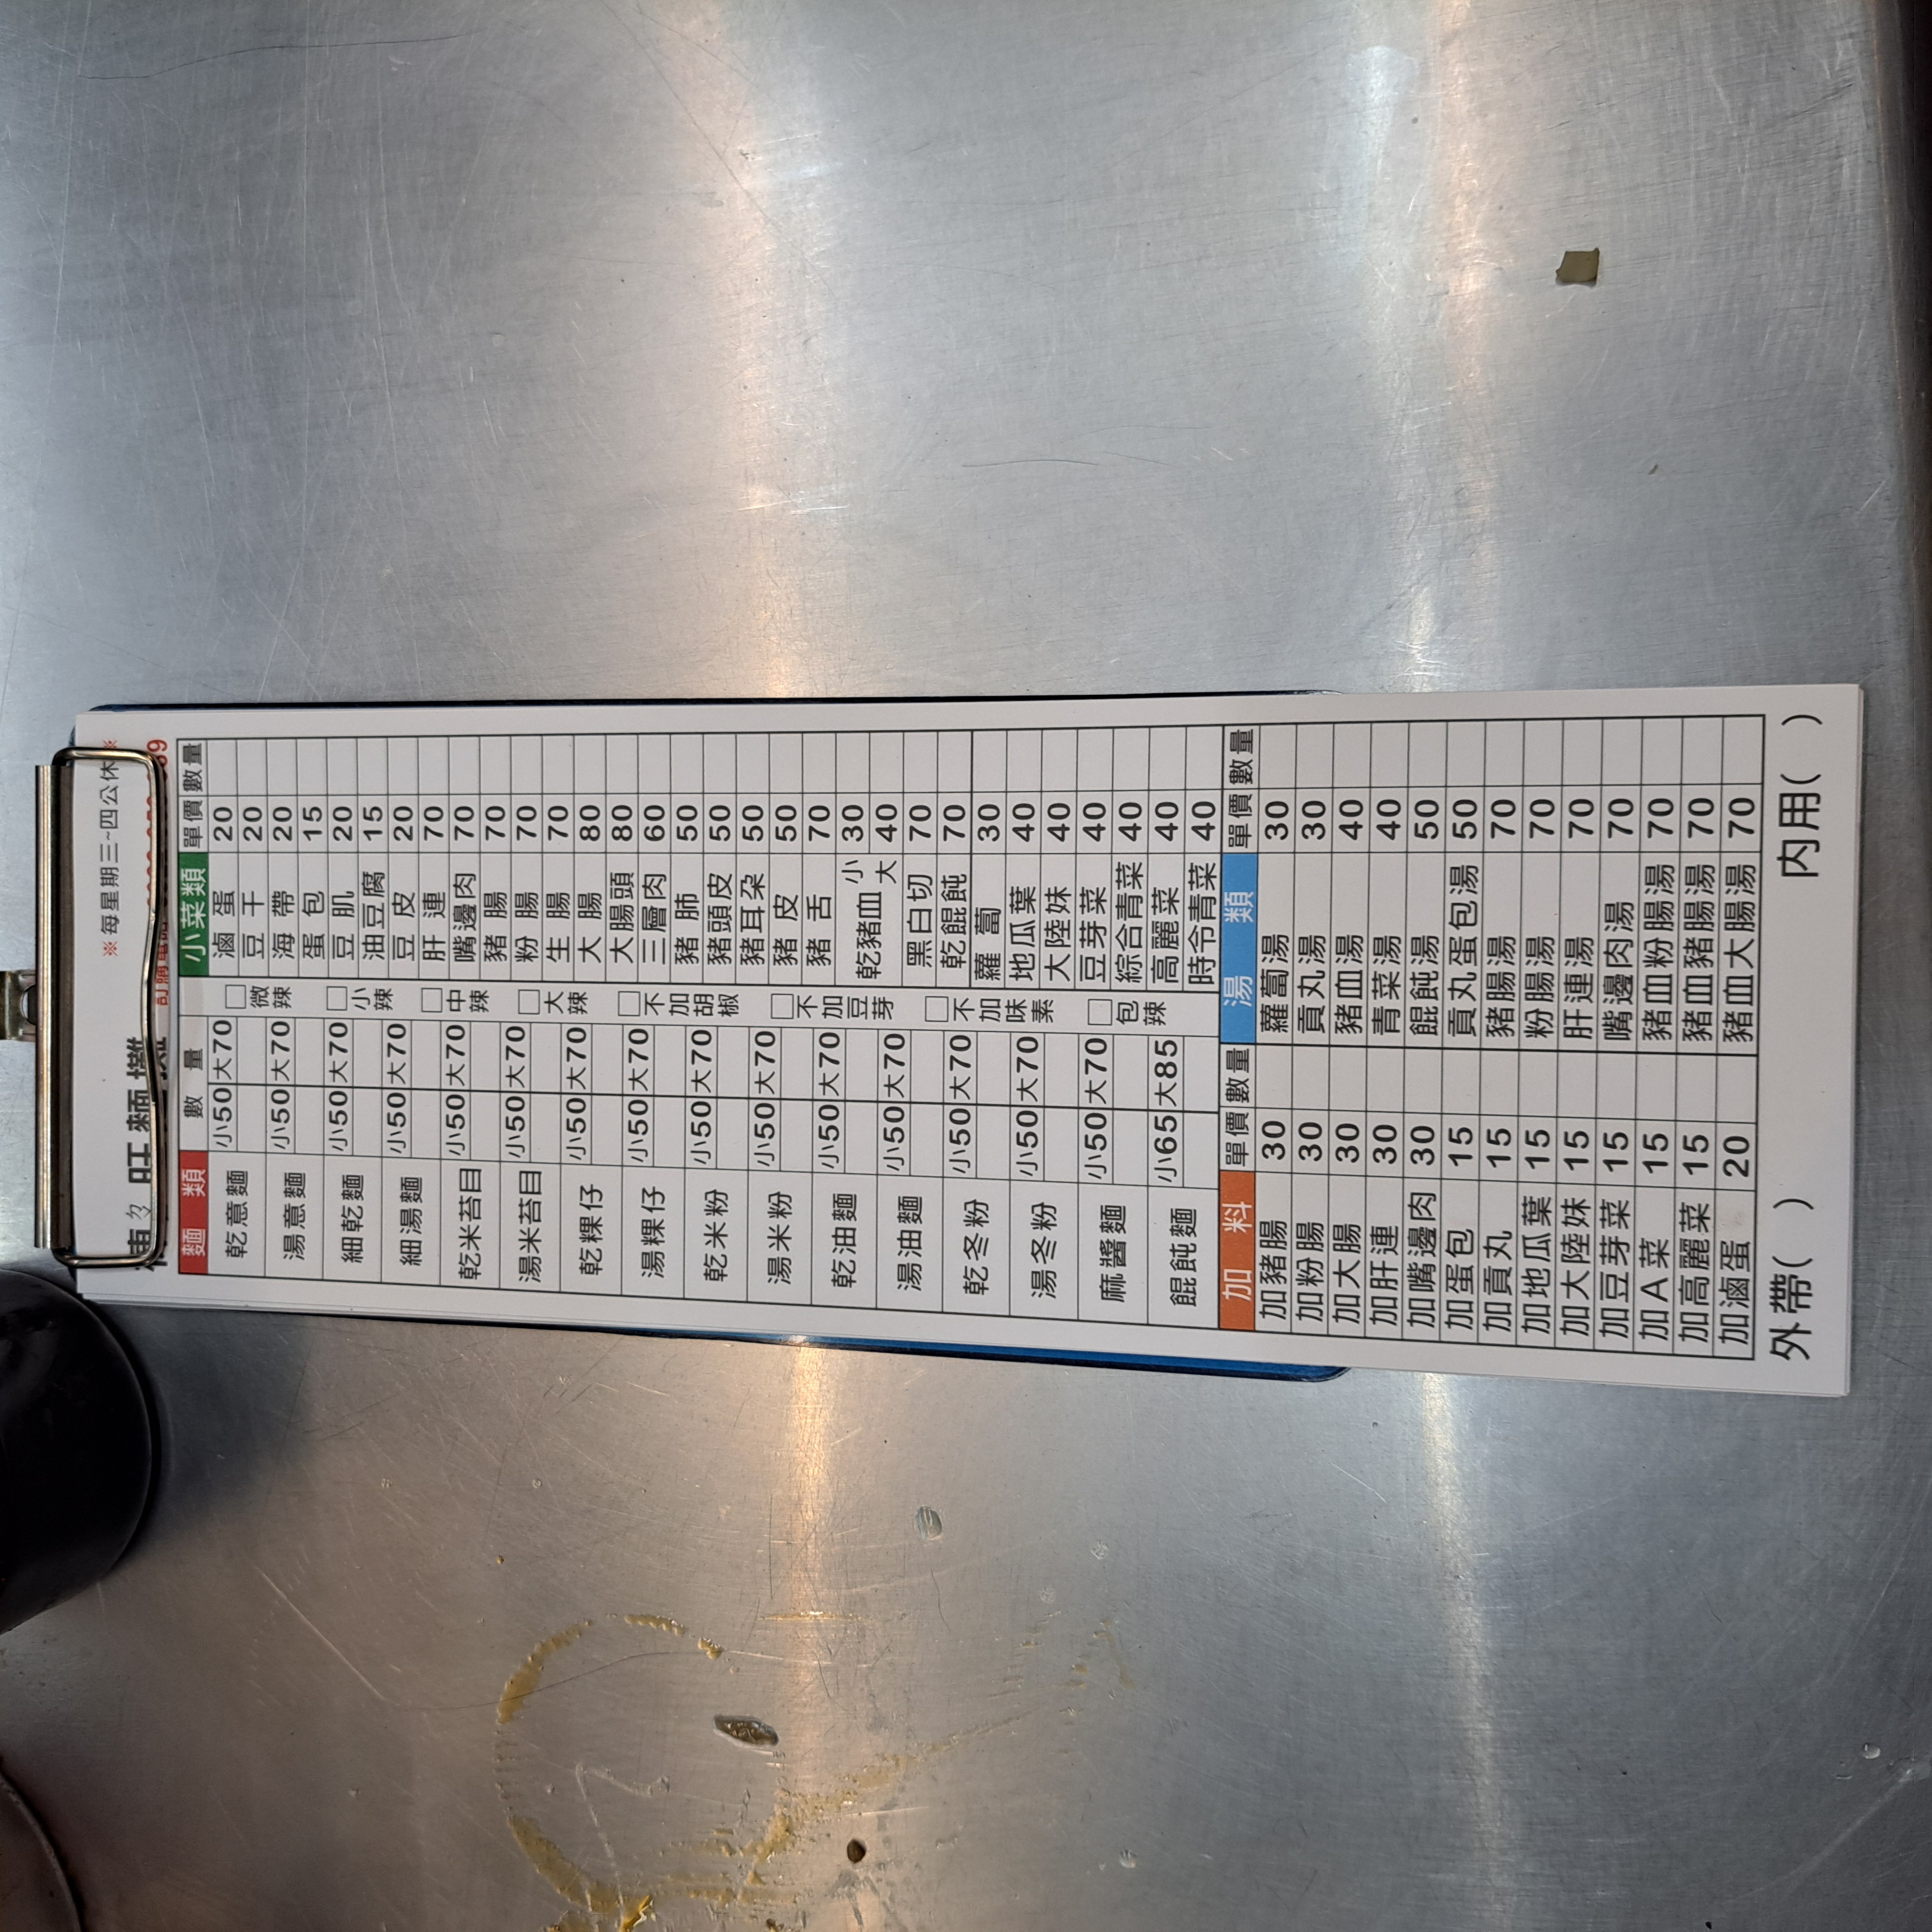 ※每星期三~四公休※
肝麵攤
麵類 數量
乾意麵 小50 大70
湯意麵 小50 大70
細乾麵 小50 大70
細湯麵 小50 大70
乾米苔目 小50 大70
湯米苔目 小50 大70
乾粿仔 小50 大70
湯粿仔 小50 大70
乾米粉 小50 大70
湯米粉 小50 大70
乾油麵 小50 大70
湯油麵 小50 大70
乾冬粉 小50 大70
湯冬粉 小50 大70
麻醬麵 小50 大70
餛飩麵 小65 大85
□微辣
□小辣
□中辣
□大辣
□不加胡椒
□不加豆芽
□不加味素
□包辣
小菜類 單價 數量
滷蛋 20
豆干 20
海帶 20
蛋包 15
豆肌 20
油豆腐 15
豆皮 20
肝連 70
嘴邊肉 70
豬腸 70
粉腸 70
生腸 70
大腸 80
大腸頭 80
三層肉 60
豬肺 50
豬頭皮 50
豬耳朵 50
豬皮 50
豬舌 70
乾豬血 小 30
大 40
黑白切 70
乾餛飩 70
蘿蔔 30
地瓜葉 40
大陸妹 40
豆芽菜 40
綜合青菜 40
高麗菜 40
時令青菜 40
加料 單價 數量
加豬腸 30
加粉腸 30
加大腸 30
加肝連 30
加嘴邊肉 30
加蛋包 15
加貢丸 15
加地瓜葉 15
加大陸妹 15
加豆芽菜 15
加A菜 15
加高麗菜 15
加滷蛋 20
湯類 單價 數量
蘿蔔湯 30
貢丸湯 30
豬血湯 40
青菜湯 40
餛飩湯 50
貢丸蛋包湯 50
豬腸湯 70
粉腸湯 70
肝連湯 70
嘴邊肉湯 70
豬血粉腸湯 70
豬血豬腸湯 70
豬血大腸湯 70
外帶( ) 內用( )